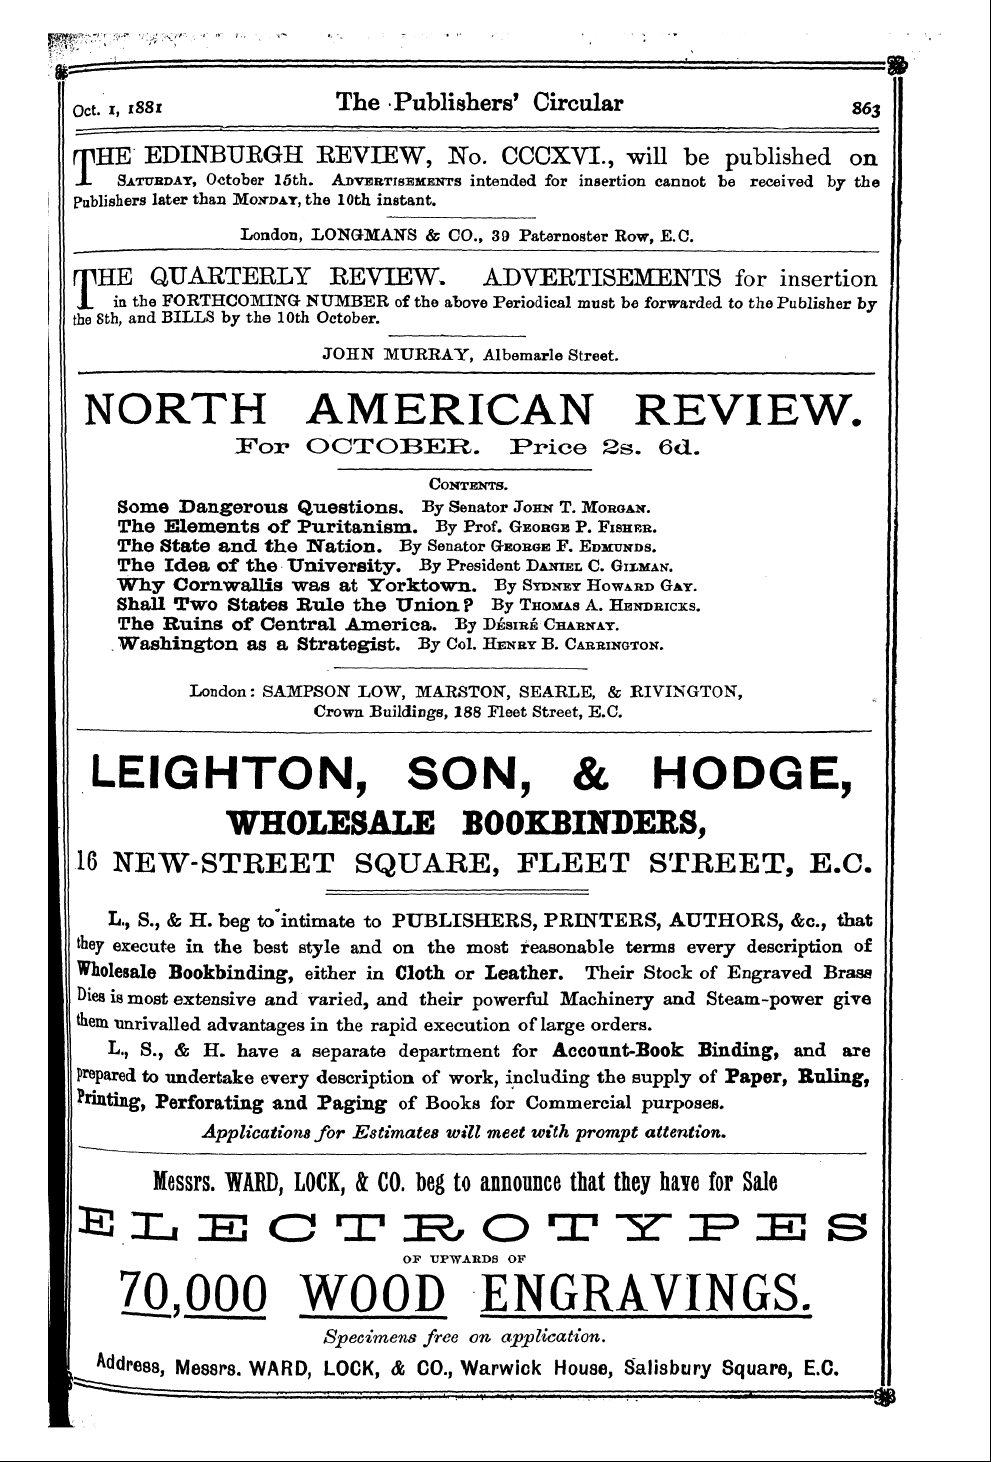 Oct. 1, 1881 The Publishers' Circular 863
THE EDINBURGH REVIEW, No. CCCXVI., will be published on
SATURDAY, October 15th. ADVERTISEMENTS intended for insertion cannot be received by the
Publishers later than MONDAY, the 10th instant.
London, LONGMANS & CO., 39 Paternoster Row, E.C.
THE QUARTERLY REVIEW. ADVERTISEMENTS for insertion
in the FORTHCOMING NUMBER of the above Periodical must be forwarded to the Publisher by
the 8th, and BILLS by the 10th October.
JOHN MURRAY, Albemarle Street.
NORTH AMERICAN REVIEW.
For OCTOBER. Price 2s. 6d.
CONTENTS.
Some Dangerous Questions. By Senator JOHN T. MORGAN.
The Elements of Puritanism. By Prof. GEORGE P. FISHER.
The State and the Nation. By Senator GEORGE F. EDMUNDS.
The Idea of the University. By President DANIEL C. GILMAN.
Why Cornwallis was at Yorktown. By SYDNEY HOWARD GAY.
Shall Two States Rule the Union? By THOMAS A. HENDRICKS.
The Ruins of Central America. By DÉSIRÉ CHARNAY.
Washington as a Strategist. By Col. HENRY B. CARRINGTON.
London: SAMPSON LOW, MARSTON, SEARLE, & RIVINGTON,
Crown Buildings, 188 Fleet Street, E.C.
LEIGHTON, SON, & HODGE,
WHOLESALE BOOKBINDERS,
16 NEW-STREET SQUARE, FLEET STREET, E.C.
L., S., & H. beg to intimate to PUBLISHERS, PRINTERS, AUTHORS, &c., that
they execute in the best style and on the most reasonable terms every description of
Wholesale Bookbinding, either in Cloth or Leather. Their Stock of Engraved Brass
Dies is most extensive and varied, and their powerful Machinery and Steam-power give
them unrivalled advantages in the rapid execution of large orders.
L., S., & H. have a separate department for Account-Book Binding, and are
prepared to undertake every description of work, including the supply of Paper, Ruling,
Printing, Perforating and Paging of Books for Commercial purposes.
Applications for Estimates will meet with prompt attention.
Messrs. WARD, LOCK, & CO. beg to announce that they have for Sale
ELECTROTYPES
OF UPWARDS OF
70,000 WOOD ENGRAVINGS.
Specimens free on application.
Address, Messrs. WARD, LOCK, & CO., Warwick House, Salisbury Square, E.C.